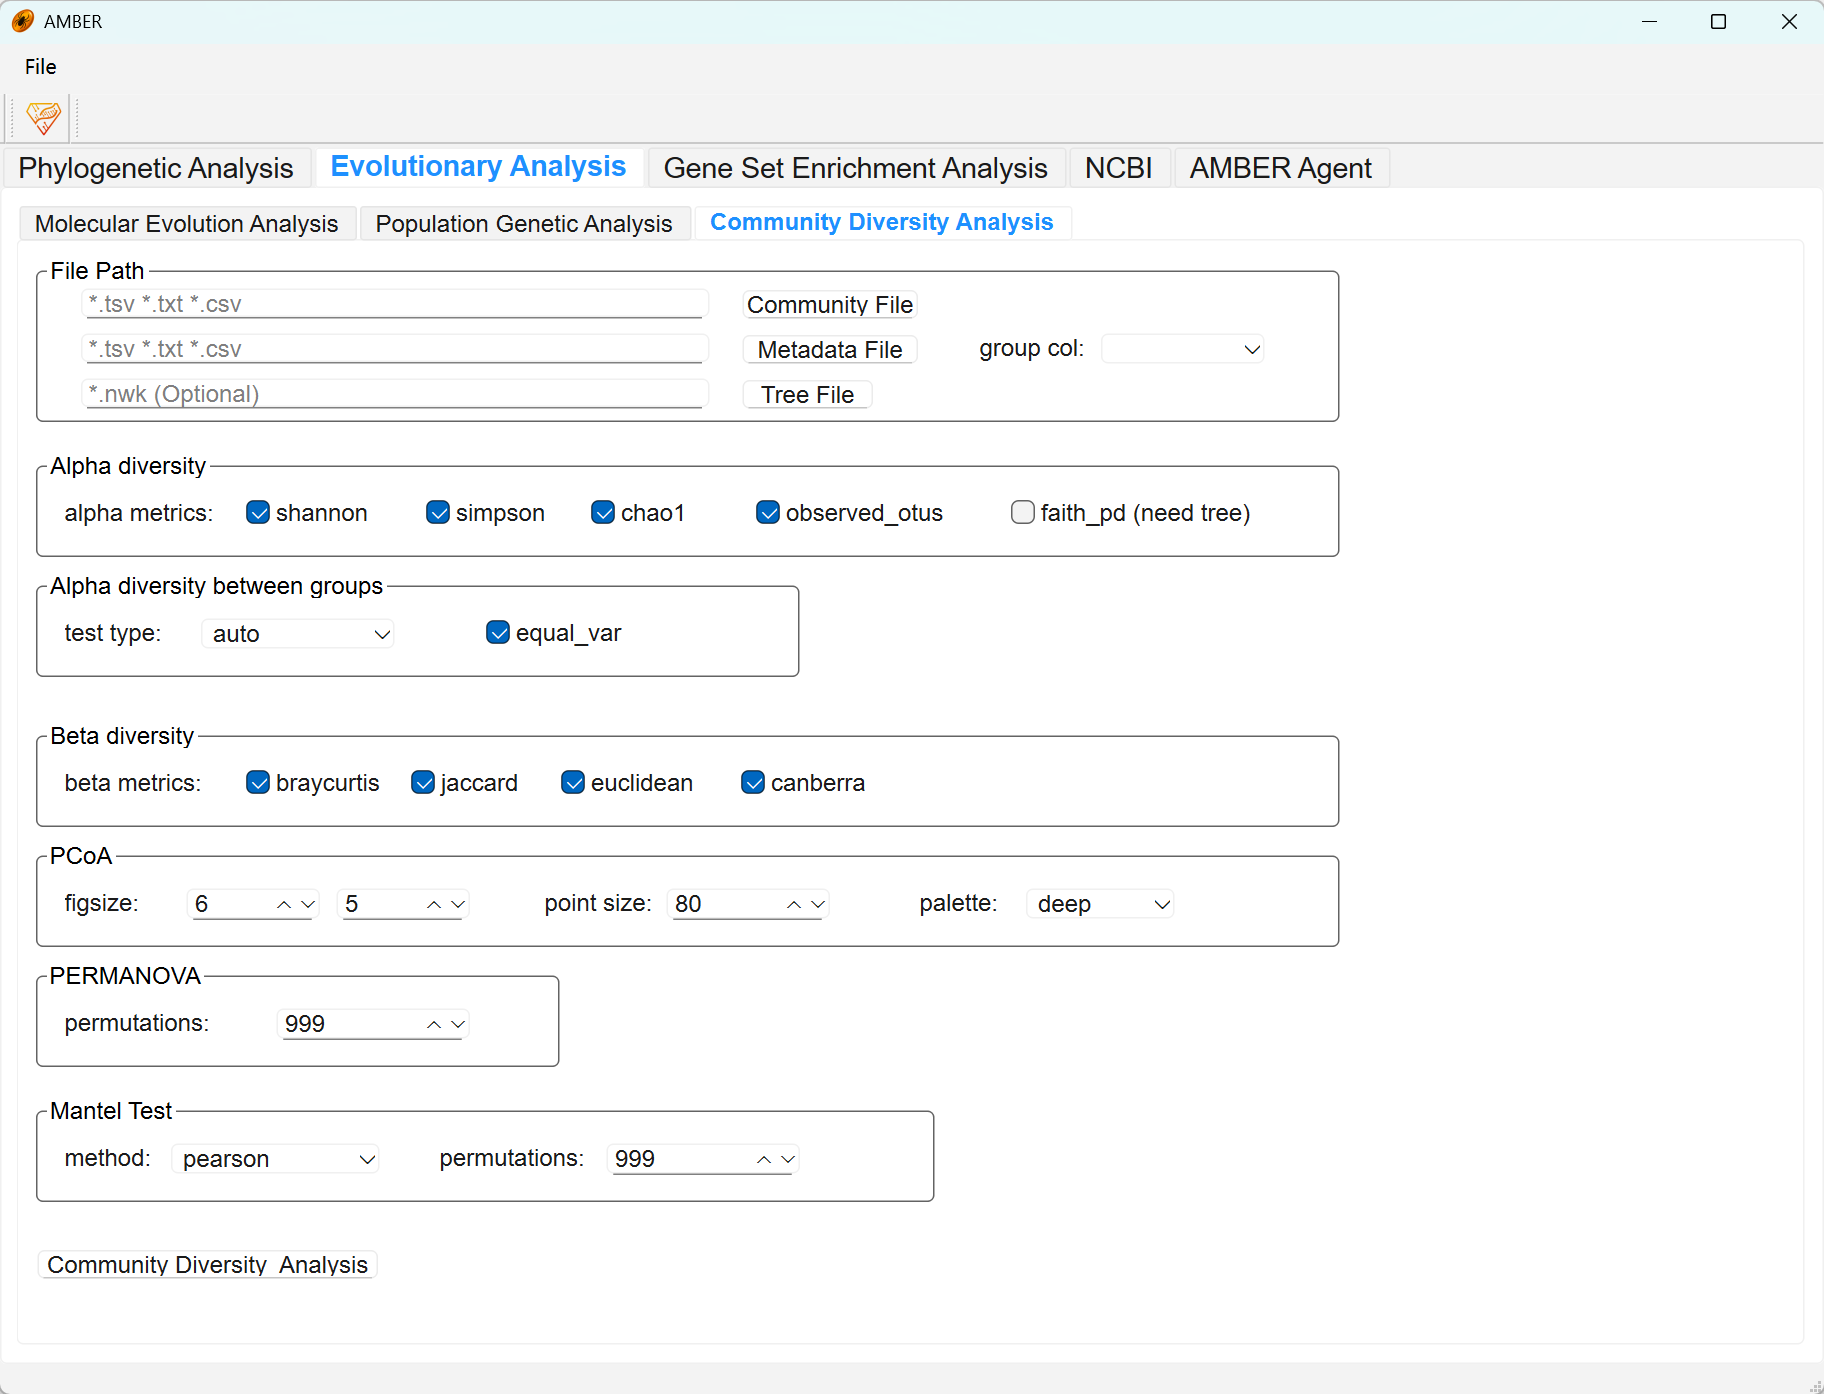 AMBER
File
Phylogenetic Analysis Evolutionary Analysis Gene Set Enrichment Analysis NCBI AMBER Agent
Molecular Evolution Analysis Population Genetic Analysis Community Diversity Analysis
File Path
*.tsv *.txt *.csv Community File
*.tsv *.txt *.csv Metadata File group col:
*.nwk (Optional) Tree File
Alpha diversity
alpha metrics: shannon simpson chao1 observed_otus faith_pd (need tree)
Alpha diversity between groups
test type: auto equal_var
Beta diversity
beta metrics: braycurtis jaccard euclidean canberra
PCoA
figsize: 6 5 point size: 80 palette: deep
PERMANOVA
permutations: 999
Mantel Test
method: pearson permutations: 999
Community Diversity  Analysis